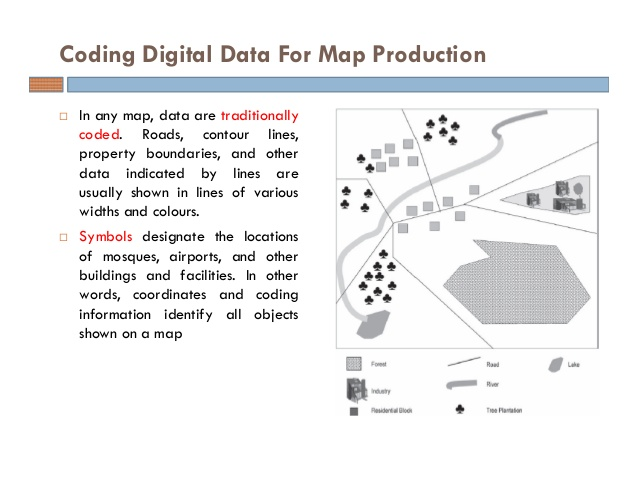 Coding Digital Data For Map Production
In any map, data are traditionally
coded. Roads, contour lines,
property boundaries, and other
data indicated by lines are
usually shown in lines of various
widths and colours.
Symbols designate the locations
of mosques, airports, and other
buildings and facilities. In other
words, coordinates and coding
information identify all objects
shown on a map
Forest
Road
Lake
Industry
River
Residential Block
Tree Plantation